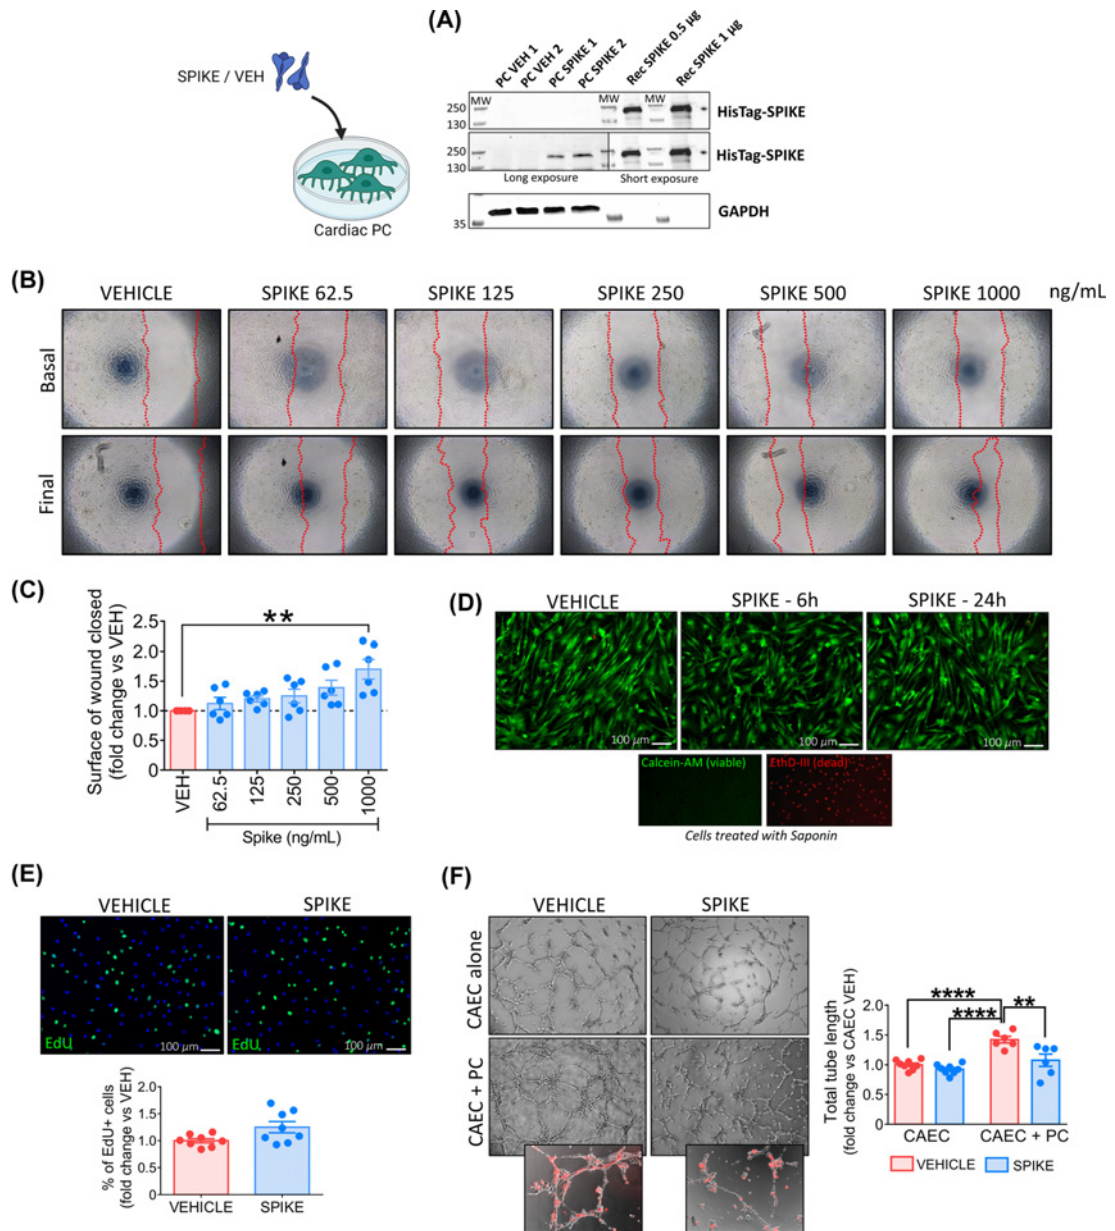 (A)
SPIKE / VEH
Cardiac PC
PC VEH 1
PC VEH 2
PC SPIKE 1
PC SPIKE 2
Rec SPIKE 0.5 µg
Rec SPIKE 1 µg
MW
MW
MW
250
130
HisTag-SPIKE
250
130
HisTag-SPIKE
Long exposure
Short exposure
35
GAPDH
(B)
VEHICLE
SPIKE 62.5
SPIKE 125
SPIKE 250
SPIKE 500
SPIKE 1000
ng/mL
Basal
Final
(C)
Surface of wound closed
(fold change vs VEH)
2.5
2.0
1.5
1.0
0.5
0
**
VEH
62.5
125
250
500
1000
Spike (ng/mL)
(D)
VEHICLE
SPIKE - 6h
SPIKE - 24h
100 µm
100 µm
100 µm
Calcein-AM (viable)
EthD-III (dead)
Cells treated with Saponin
(E)
VEHICLE
SPIKE
EdU
100 µm
EdU
100 µm
% of EdU+ cells
(fold change vs VEH)
2.0
1.5
1.0
0.5
0.0
VEHICLE
SPIKE
(F)
VEHICLE
SPIKE
CAEC alone
CAEC + PC
Total tube length
(fold change vs CAEC VEH)
2.0
1.5
1.0
0.5
0.0
****
****
**
CAEC
CAEC + PC
VEHICLE
SPIKE